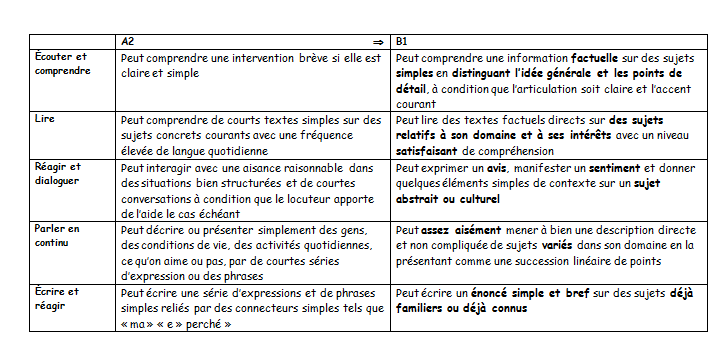 A2 ⇒ B1
Écouter et comprendre
Peut comprendre une intervention brève si elle est
claire et simple
Peut comprendre une information factuelle sur des sujets
simples en distinguant l'idée générale et les points de
détail, à condition que l'articulation soit claire et l'accent
courant
Lire
Peut comprendre de courts textes simples sur des
sujets concrets courants avec une fréquence
élevée de langue quotidienne
Peut lire des textes factuels directs sur des sujets
relatifs à son domaine et à ses intérêts avec un niveau
satisfaisant de compréhension
Réagir et
dialoguer
Peut interagir avec une aisance raisonnable dans
des situations bien structurées et de courtes
conversations à condition que le locuteur apporte
de l'aide le cas échéant
Peut exprimer un avis, manifester un sentiment et donner
quelques éléments simples de contexte sur un sujet
abstrait ou culturel
Parler en
continu
Peut décrire ou présenter simplement des gens,
des conditions de vie, des activités quotidiennes,
ce qu'on aime ou pas, par de courtes séries
d'expression ou des phrases
Peut assez aisément mener à bien une description directe
et non compliquée de sujets variés dans son domaine en la
présentant comme une succession linéaire de points
Écrire et
réagir
Peut écrire une série d'expressions et de phrases
simples reliés par des connecteurs simples tels que
« ma » « e » perché »
Peut écrire un énoncé simple et bref sur des sujets déjà
familiers ou déjà connus